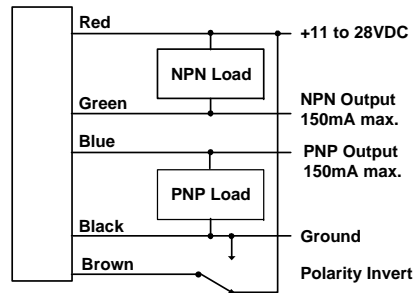 Red
+11 to 28VDC
NPN Load
Green
NPN Output
150mA max.
Blue
PNP Output
150mA max.
PNP Load
Black
Ground
Brown
Polarity Invert